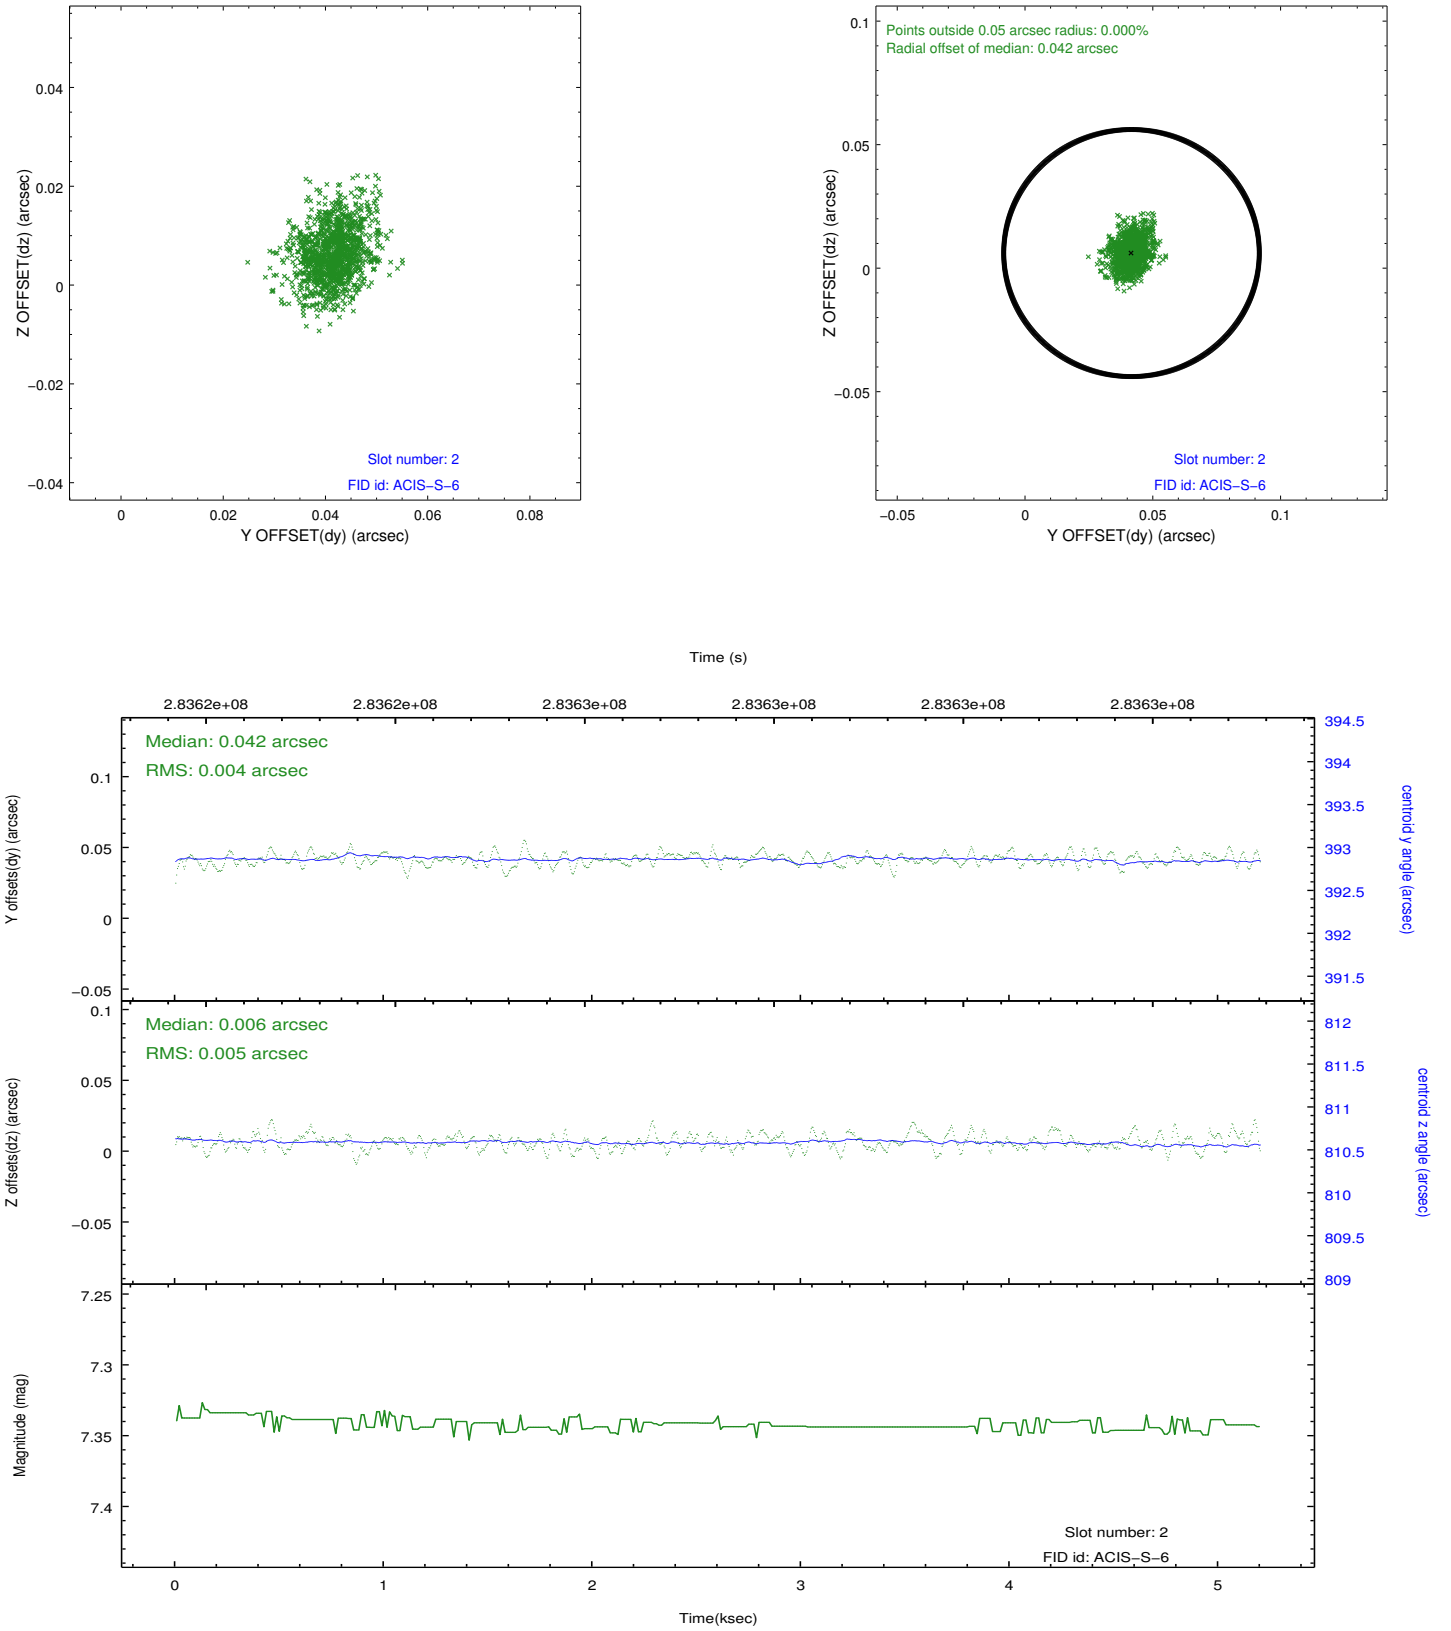 0.04
0.02
0
−0.02
−0.04
Z OFFSET(dz) (arcsec)
Slot number: 2
FID id: ACIS−S−6
0 0.02 0.04 0.06 0.08
Y OFFSET(dy) (arcsec)
Points outside 0.05 arcsec radius: 0.000%
Radial offset of median: 0.042 arcsec
0.1
0.05
0
−0.05
Z OFFSET(dz) (arcsec)
Slot number: 2
FID id: ACIS−S−6
−0.05 0 0.05 0.1
Y OFFSET(dy) (arcsec)
Time (s)
2.8362e+08 2.8362e+08 2.8363e+08 2.8363e+08 2.8363e+08 2.8363e+08
Median: 0.042 arcsec
RMS: 0.004 arcsec
0.1
0.05
0
−0.05
Y offsets(dy) (arcsec)
394.5
394
393.5
393
392.5
392
391.5
centroid y angle (arcsec)
Median: 0.006 arcsec
RMS: 0.005 arcsec
0.1
0.05
0
−0.05
Z offsets(dz) (arcsec)
812
811.5
811
810.5
810
809.5
809
centroid z angle (arcsec)
7.25
7.3
7.35
7.4
Magnitude (mag)
Slot number: 2
FID id: ACIS−S−6
0 1 2 3 4 5
Time(ksec)